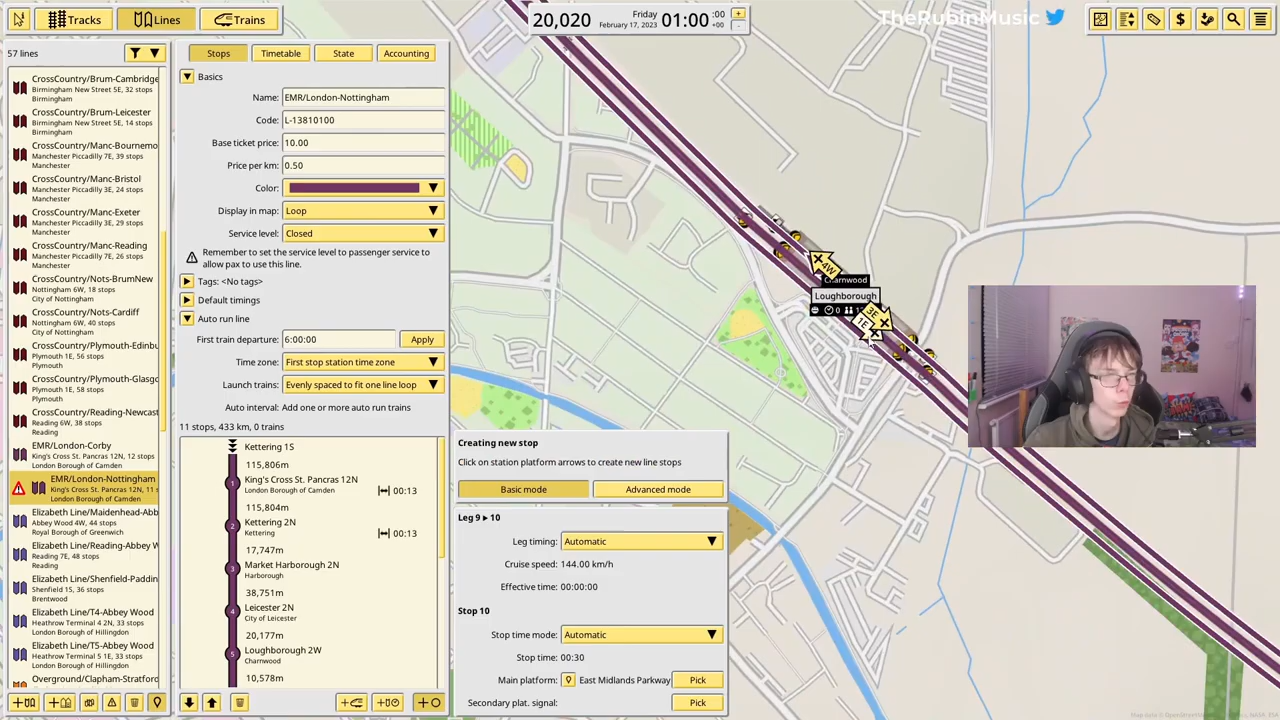 Tracks
Lines
Trains
20,020
Friday
February 17, 2023
01:00 :00
+00
TheRubinMusic
57 lines
CrossCountry/Brum-Cambridge
Birmingham New Street 5E, 32 stops
Birmingham
CrossCountry/Brum-Leicester
Birmingham New Street 5E, 14 stops
Birmingham
CrossCountry/Manc-Bournemo
Manchester Piccadilly 7E, 39 stops
Manchester
CrossCountry/Manc-Bristol
Manchester Piccadilly 3E, 24 stops
Manchester
CrossCountry/Manc-Exeter
Manchester Piccadilly 3E, 29 stops
Manchester
CrossCountry/Manc-Reading
Manchester Piccadilly 7E, 26 stops
Manchester
CrossCountry/Nots-BrumNew
Nottingham 6W, 18 stops
City of Nottingham
CrossCountry/Nots-Cardiff
Nottingham 6W, 40 stops
City of Nottingham
CrossCountry/Plymouth-Edinbu
Plymouth 1E, 56 stops
Plymouth
CrossCountry/Plymouth-Glasgo
Plymouth 1E, 58 stops
Plymouth
CrossCountry/Reading-Newcast
Reading 6W, 38 stops
Reading
EMR/London-Corby
King's Cross St. Pancras 12N, 12 stops
London Borough of Camden
EMR/London-Nottingham
King's Cross St. Pancras 12N, 11 s
London Borough of Camden
Elizabeth Line/Maidenhead-Abb
Abbey Wood 4W, 44 stops
Royal Borough of Greenwich
Elizabeth Line/Reading-Abbey W
Reading 7E, 48 stops
Reading
Elizabeth Line/Shenfield-Paddin
Shenfield 1S, 36 stops
Brentwood
Elizabeth Line/T4-Abbey Wood
Heathrow Terminal 4 2N, 33 stops
London Borough of Hillingdon
Elizabeth Line/T5-Abbey Wood
Heathrow Terminal 5 1E, 33 stops
London Borough of Hillingdon
Overground/Clapham-Stratford
Stops
Timetable
State
Accounting
Basics
Name: EMR/London-Nottingham
Code: L-13810100
Base ticket price: 10.00
Price per km: 0.50
Color:
Display in map: Loop
Service level: Closed
Remember to set the service level to passenger service to
allow pax to use this line.
Tags: <No tags>
Default timings
Auto run line
First train departure: 6:00:00 Apply
Time zone: First stop station time zone
Launch trains: Evenly spaced to fit one line loop
Auto interval: Add one or more auto run trains
11 stops, 433 km, 0 trains
Kettering 1S
115,806m
1 King's Cross St. Pancras 12N
London Borough of Camden
00:13
115,804m
2 Kettering 2N
Kettering
00:13
17,747m
3 Market Harborough 2N
Harborough
38,751m
4 Leicester 2N
City of Leicester
20,177m
5 Loughborough 2W
Charnwood
10,578m
Creating new stop
Click on station platform arrows to create new line stops
Basic mode
Advanced mode
Leg 9 ▸ 10
Leg timing: Automatic
Cruise speed: 144.00 km/h
Effective time: 00:00:00
Stop 10
Stop time mode: Automatic
Stop time: 00:30
Main platform: East Midlands Parkway Pick
Secondary plat. signal: Pick
4W
Charnwood
Loughborough
0
3E
1E